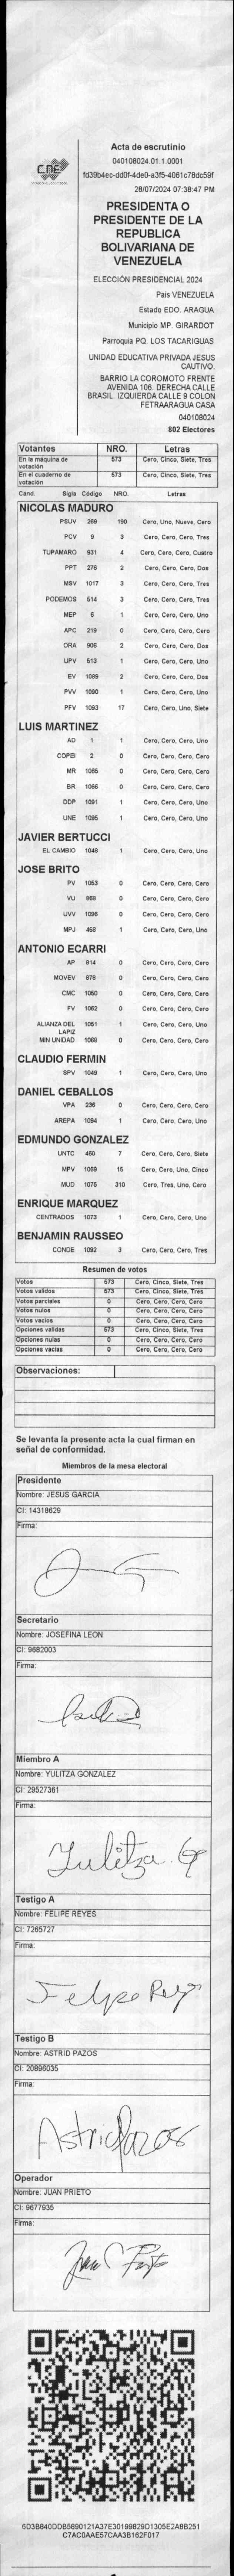 Acta de escrutinio
040108024.01.1.0001
fd39b4ec-dd0f-4de0-a3f5-4061c78dc59f
28/07/2024 07:38:47 PM
CNE
PRESIDENTA O
PRESIDENTE DE LA
REPUBLICA
BOLIVARIANA DE
VENEZUELA
ELECCIÓN PRESIDENCIAL 2024
País VENEZUELA
Estado EDO. ARAGUA
Municipio MP. GIRARDOT
Parroquia PQ. LOS TACARIGUAS
UNIDAD EDUCATIVA PRIVADA JESUS
CAUTIVO.
BARRIO LA COROMOTO FRENTE
AVENIDA 106. DERECHA CALLE
BRASIL. IZQUIERDA CALLE 9 COLON
FETRAARAGUA CASA
040108024
802 Electores
Votantes NRO. Letras
En la máquina de votación 573 Cero, Cinco, Siete, Tres
En el cuaderno de votación 573 Cero, Cinco, Siete, Tres
Cand. Sigla Código NRO. Letras
NICOLAS MADURO
PSUV 269 190 Cero, Uno, Nueve, Cero
PCV 9 3 Cero, Cero, Cero, Tres
TUPAMARO 931 4 Cero, Cero, Cero, Cuatro
PPT 276 2 Cero, Cero, Cero, Dos
MSV 1017 3 Cero, Cero, Cero, Tres
PODEMOS 514 3 Cero, Cero, Cero, Tres
MEP 6 1 Cero, Cero, Cero, Uno
APC 219 0 Cero, Cero, Cero, Cero
ORA 906 2 Cero, Cero, Cero, Dos
UPV 513 1 Cero, Cero, Cero, Uno
EV 1089 2 Cero, Cero, Cero, Dos
PVV 1090 1 Cero, Cero, Cero, Uno
PFV 1093 17 Cero, Cero, Uno, Siete
LUIS MARTINEZ
AD 1 1 Cero, Cero, Cero, Uno
COPEI 2 0 Cero, Cero, Cero, Cero
MR 1065 0 Cero, Cero, Cero, Cero
BR 1066 0 Cero, Cero, Cero, Cero
DDP 1091 1 Cero, Cero, Cero, Uno
UNE 1095 1 Cero, Cero, Cero, Uno
JAVIER BERTUCCI
EL CAMBIO 1048 1 Cero, Cero, Cero, Uno
JOSE BRITO
PV 1053 0 Cero, Cero, Cero, Cero
VU 868 0 Cero, Cero, Cero, Cero
UVV 1096 0 Cero, Cero, Cero, Cero
MPJ 458 1 Cero, Cero, Cero, Uno
ANTONIO ECARRI
AP 814 0 Cero, Cero, Cero, Cero
MOVEV 878 0 Cero, Cero, Cero, Cero
CMC 1050 0 Cero, Cero, Cero, Cero
FV 1062 0 Cero, Cero, Cero, Cero
ALIANZA DEL LAPIZ 1051 1 Cero, Cero, Cero, Uno
MIN UNIDAD 1068 0 Cero, Cero, Cero, Cero
CLAUDIO FERMIN
SPV 1049 1 Cero, Cero, Cero, Uno
DANIEL CEBALLOS
VPA 236 0 Cero, Cero, Cero, Cero
AREPA 1094 1 Cero, Cero, Cero, Uno
EDMUNDO GONZALEZ
UNTC 460 7 Cero, Cero, Cero, Siete
MPV 1069 15 Cero, Cero, Uno, Cinco
MUD 1075 310 Cero, Tres, Uno, Cero
ENRIQUE MARQUEZ
CENTRADOS 1073 1 Cero, Cero, Cero, Uno
BENJAMIN RAUSSEO
CONDE 1092 3 Cero, Cero, Cero, Tres
Resumen de votos
Votos 573 Cero, Cinco, Siete, Tres
Votos validos 573 Cero, Cinco, Siete, Tres
Votos parciales 0 Cero, Cero, Cero, Cero
Votos nulos 0 Cero, Cero, Cero, Cero
Votos vacios 0 Cero, Cero, Cero, Cero
Opciones validas 573 Cero, Cinco, Siete, Tres
Opciones nulas 0 Cero, Cero, Cero, Cero
Opciones vacias 0 Cero, Cero, Cero, Cero
Observaciones:
Se levanta la presente acta la cual firman en
señal de conformidad.
Miembros de la mesa electoral
Presidente
Nombre: JESUS GARCIA
CI: 14318629
Firma:
Secretario
Nombre: JOSEFINA LEON
CI: 9682003
Firma:
Miembro A
Nombre: YULITZA GONZALEZ
CI: 29527361
Firma:
Yulitza G
Testigo A
Nombre: FELIPE REYES
CI: 7265727
Firma:
Felipe Reyes
Testigo B
Nombre: ASTRID PAZOS
CI: 20896035
Firma:
Astrid Pazos
Operador
Nombre: JUAN PRIETO
CI: 9677935
Firma:
6D3B840DDB5890121A37E30199829D1305E2A8B251
C7AC0AAE57CAA3B162F017